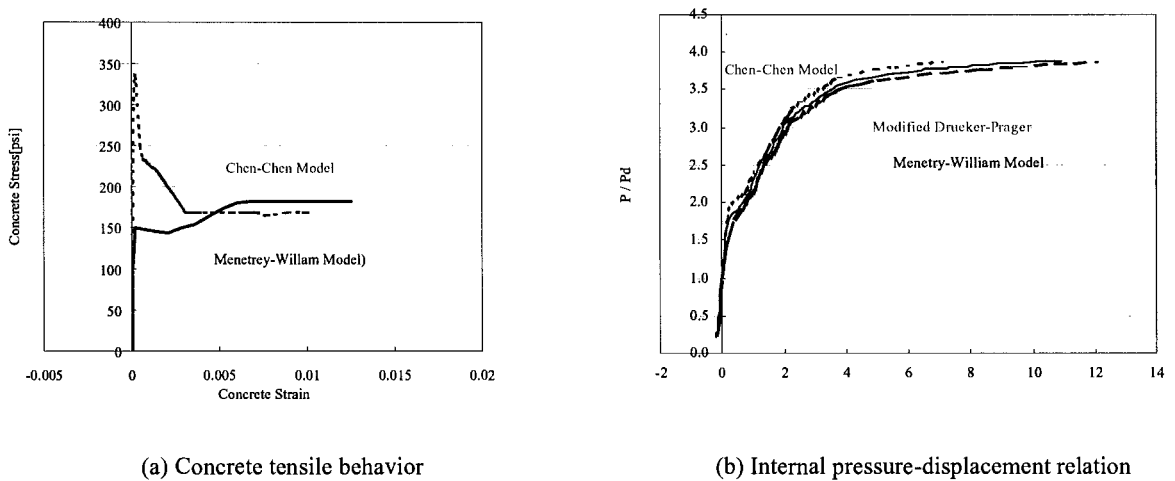 400
350
300
250
200
150
100
50
0
Concrete Stress[psi]
Chen-Chen Model
Menetrey-Willam Model)
-0.005 0 0.005 0.01 0.015 0.02
Concrete Strain
(a) Concrete tensile behavior
4.5
4.0
3.5
3.0
2.5
2.0
1.5
1.0
0.5
0.0
P / Pd
Chen-Chen Model
Modified Drucker-Prager
Menetry-William Model
-2 0 2 4 6 8 10 12 14
(b) Internal pressure-displacement relation